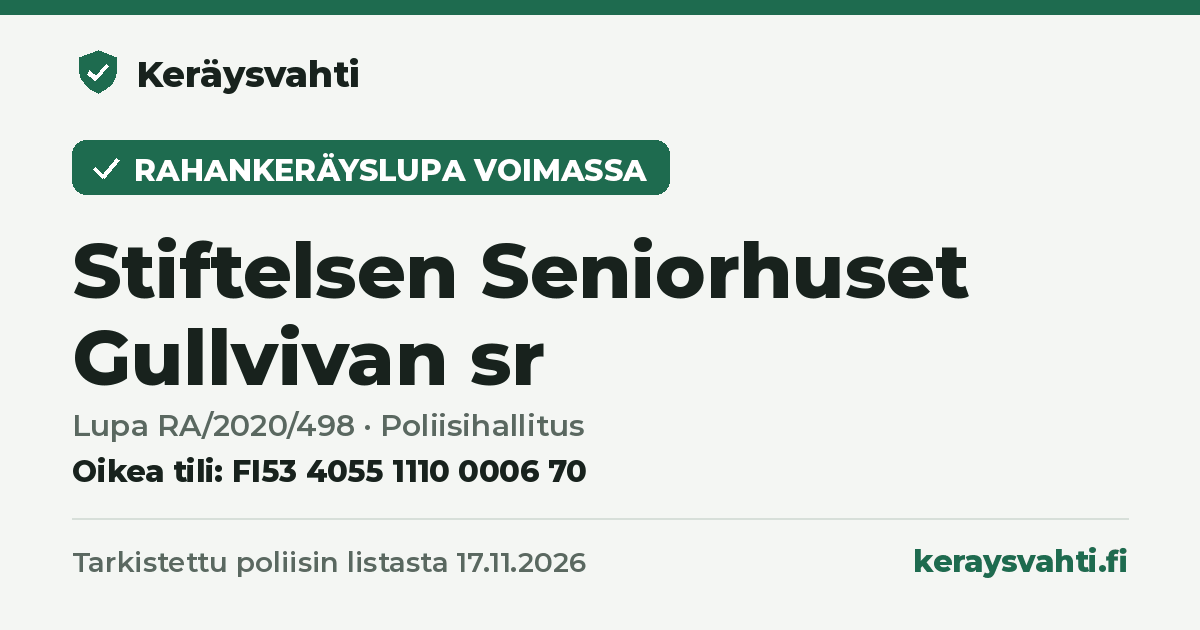 Keräysvahti
RAHANKERÄYSLUPA VOIMASSA
Stiftelsen Seniorhuset
Gullvivan sr
Lupa RA/2020/498 · Poliisihallitus
Oikea tili: FI53 4055 1110 0006 70
Tarkistettu poliisin listasta 17.11.2026
keraysvahti.fi